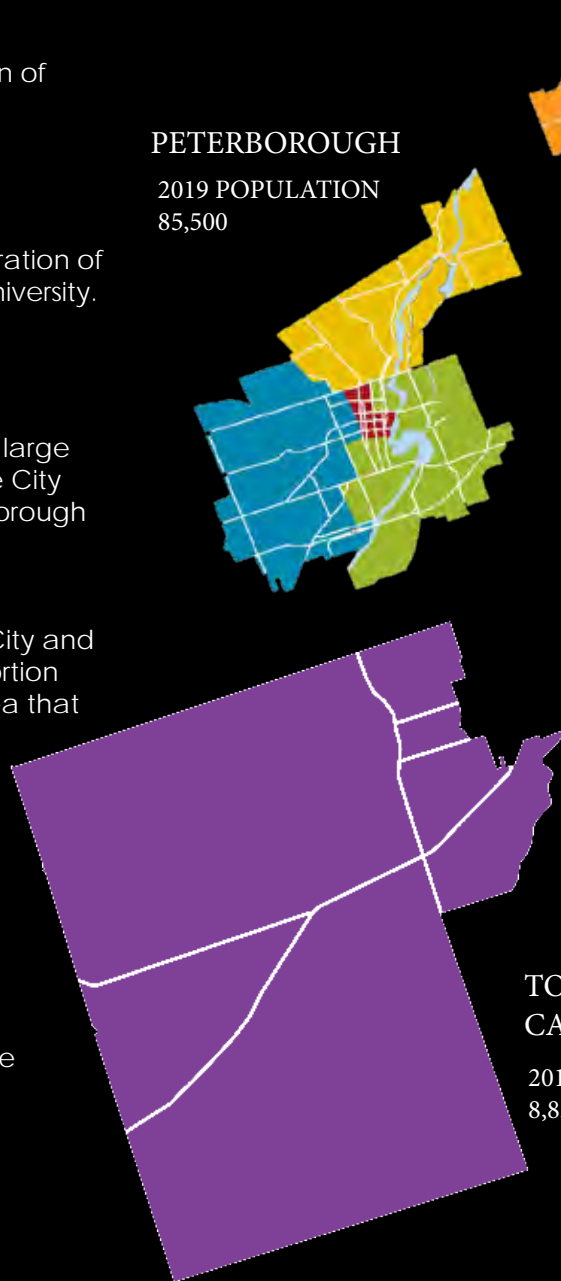 n of
PETERBOROUGH
2019 POPULATION
85,500
ration of
niversity.
large
e City
orough
City and
ortion
a that
TO
CA
201
8,8
e